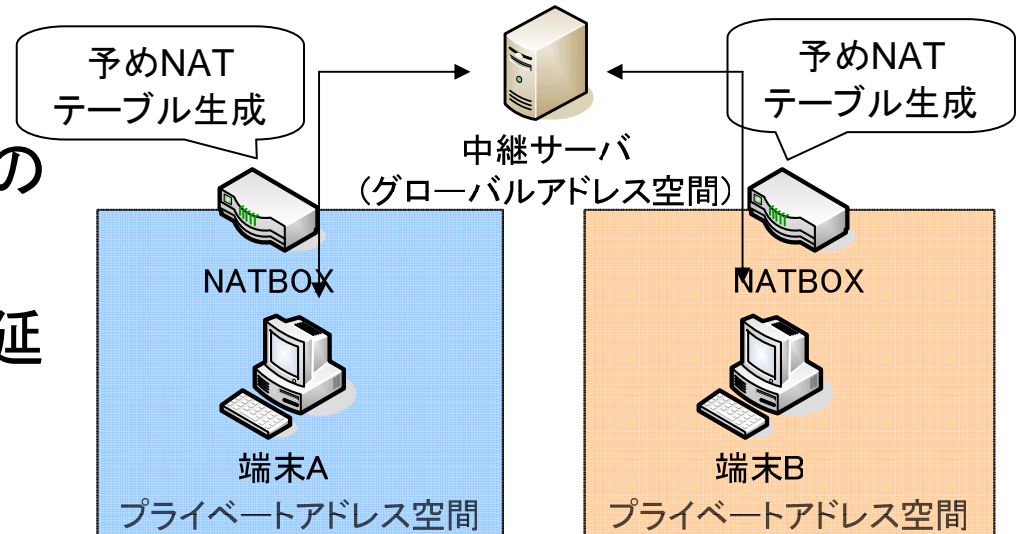 予めNAT
テーブル生成
予めNAT
テーブル生成
中継サーバ
(グローバルアドレス空間)
の
延
NATBOX
NATBOX
端末A
端末B
プライベートアドレス空間
プライベートアドレス空間